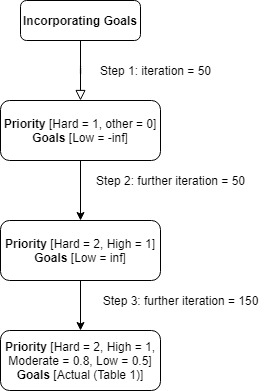 Incorporating Goals
Step 1: iteration = 50
Priority [Hard = 1, other = 0]
Goals [Low = -inf]
Step 2: further iteration = 50
Priority [Hard = 2, High = 1]
Goals [Low = inf]
Step 3: further iteration = 150
Priority [Hard = 2, High = 1,
Moderate = 0.8, Low = 0.5]
Goals [Actual (Table 1)]